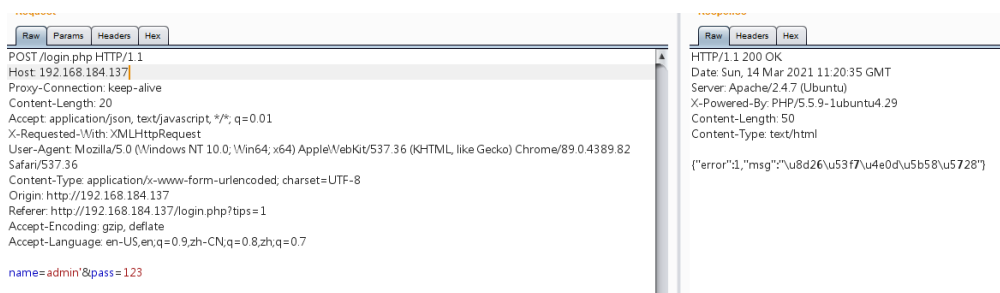 Raw Params Headers Hex
POST /login.php HTTP/1.1
Host: 192.168.184.137
Proxy-Connection: keep-alive
Content-Length: 20
Accept: application/json, text/javascript, */*; q=0.01
X-Requested-With: XMLHttpRequest
User-Agent: Mozilla/5.0 (Windows NT 10.0; Win64; x64) AppleWebKit/537.36 (KHTML, like Gecko) Chrome/89.0.4389.82
Safari/537.36
Content-Type: application/x-www-form-urlencoded; charset=UTF-8
Origin: http://192.168.184.137
Referer: http://192.168.184.137/login.php?tips=1
Accept-Encoding: gzip, deflate
Accept-Language: en-US,en;q=0.9,zh-CN;q=0.8,zh;q=0.7
name=admin'&pass=123
Raw Headers Hex
HTTP/1.1 200 OK
Date: Sun, 14 Mar 2021 11:20:35 GMT
Server: Apache/2.4.7 (Ubuntu)
X-Powered-By: PHP/5.5.9-1ubuntu4.29
Content-Length: 50
Content-Type: text/html
{"error":1,"msg":"\u8d26\u53f7\u4e0d\u5b58\u5728"}